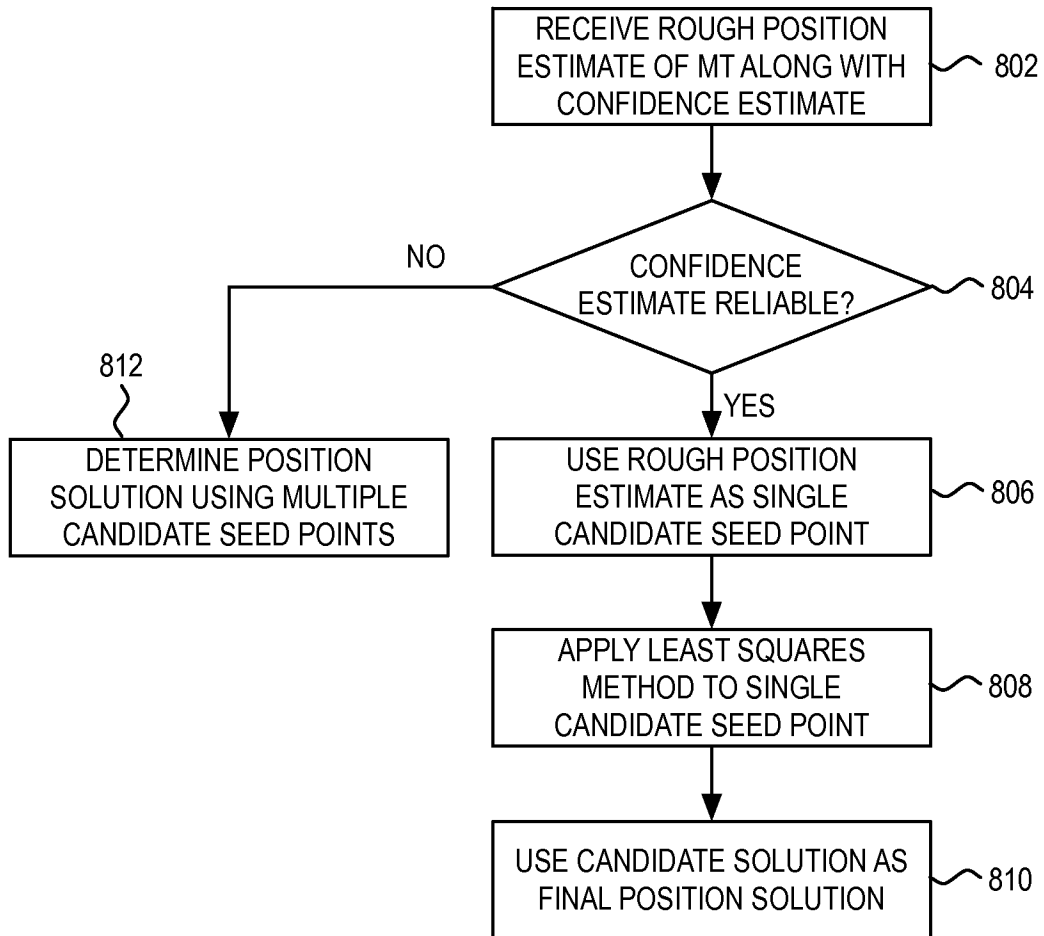 RECEIVE ROUGH POSITION
ESTIMATE OF MT ALONG WITH
CONFIDENCE ESTIMATE
802
CONFIDENCE
ESTIMATE RELIABLE?
804
NO
YES
812
DETERMINE POSITION
SOLUTION USING MULTIPLE
CANDIDATE SEED POINTS
USE ROUGH POSITION
ESTIMATE AS SINGLE
CANDIDATE SEED POINT
806
APPLY LEAST SQUARES
METHOD TO SINGLE
CANDIDATE SEED POINT
808
USE CANDIDATE SOLUTION AS
FINAL POSITION SOLUTION
810